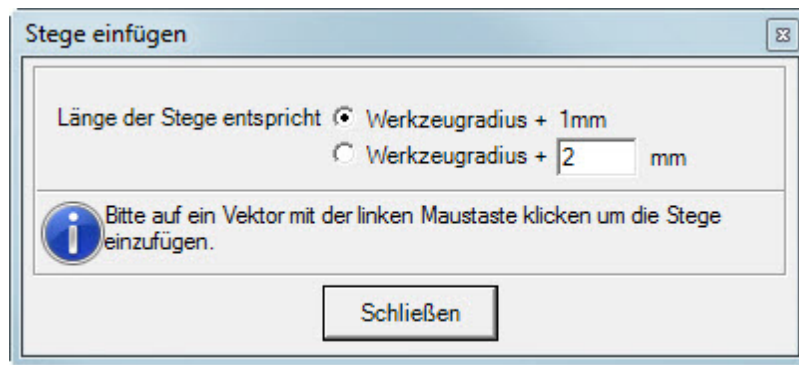 Stege einfügen
Länge der Stege entspricht Werkzeugradius + 1mm
Werkzeugradius + 2 mm
Bitte auf ein Vektor mit der linken Maustaste klicken um die Stege
einzufügen.
Schließen